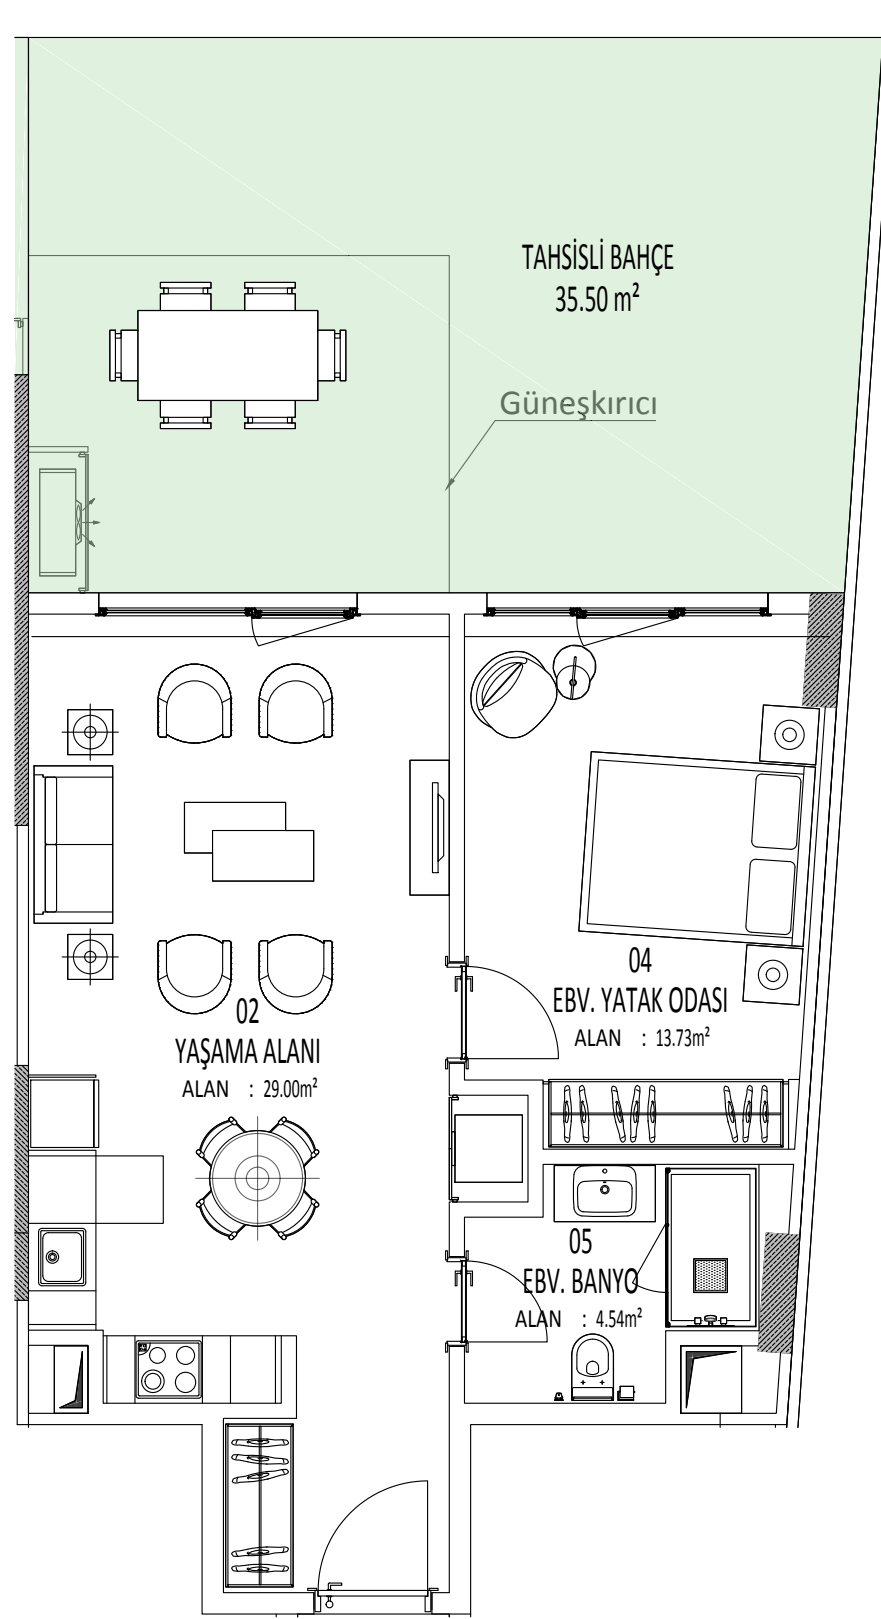 TAHSİSLİ BAHÇE
35.50 m²
Güneşkırıcı
04
EBV. YATAK ODASI
ALAN : 13.73m²
02
YAŞAMA ALANI
ALAN : 29.00m²
05
EBV. BANYO
ALAN : 4.54m²